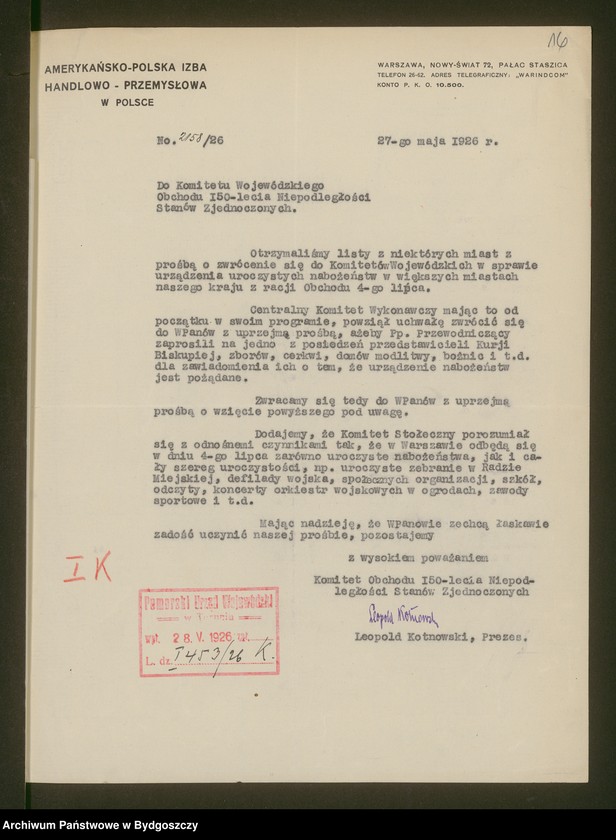 16
AMERYKAŃSKO-POLSKA IZBA
HANDLOWO - PRZEMYSŁOWA
W POLSCE
WARSZAWA, NOWY-ŚWIAT 72, PAŁAC STASZICA
TELEFON 26-62. ADRES TELEGRAFICZNY: „WARINDCOM"
KONTO P. K. O. 10.800.
No. 2158/26
27-go maja 1926 r.
Do Komitetu Wojewódzkiego
Obchodu I50-lecia Niepodległości
Stanów Zjednoczonych.
Otrzymaliśmy listy z niektórych miast z
prośbą o zwrócenie się do KomitetówWojewódzkich w sprawie
urządzenia uroczystych nabożeństw w większych miastach
naszego kraju z racji Obchodu 4-go lipca.
Centralny Komitet Wykonawczy mając to od
początku w swoim programie, powziął uchwałę zwrócić się
do WPanów z uprzejmą prośbą, ażeby Pp. Przewodniczący
zaprosili na jedno z posiedzeń przedstawicieli Kurji
Biskupiej, zborów, cerkwi, domów modlitwy, bożnic i t.d.
dla zawiadomienia ich o tem, że urządzenie nabożeństw
jest pożądane.
Zwracamy się tedy do WPanów z uprzejmą
prośbą o wzięcie powyższego pod uwagę.
Dodajemy, że Komitet Stołeczny porozumiał
się z odnośnemi czynnikami tak, że w Warszawie odbędą się
w dniu 4-go lipca zarówno uroczyste nabożeństwa, jak i ca-
ły szereg uroczystości, np. uroczyste zebranie w Radzie
Miejskiej, defilady wojska, społecznych organizacji, szkół,
odczyty, koncerty orkiestr wojskowych w ogrodach, zawody
sportowe i t.d.
Mając nadzieję, że WPanowie zechcą łaskawie
zadość uczynić naszej prośbie, pozostajemy
z wysokiem poważaniem
Komitet Obchodu I50-lecia Niepod-
ległości Stanów Zjednoczonych
Leopold Kotnowski
Leopold Kotnowski, Prezes.
I K
Pomorski Urząd Wojewódzki
w Toruniu
wpł. 28.V.1926
L. dz. I 453/26 K.
Archiwum Państwowe w Bydgoszczy